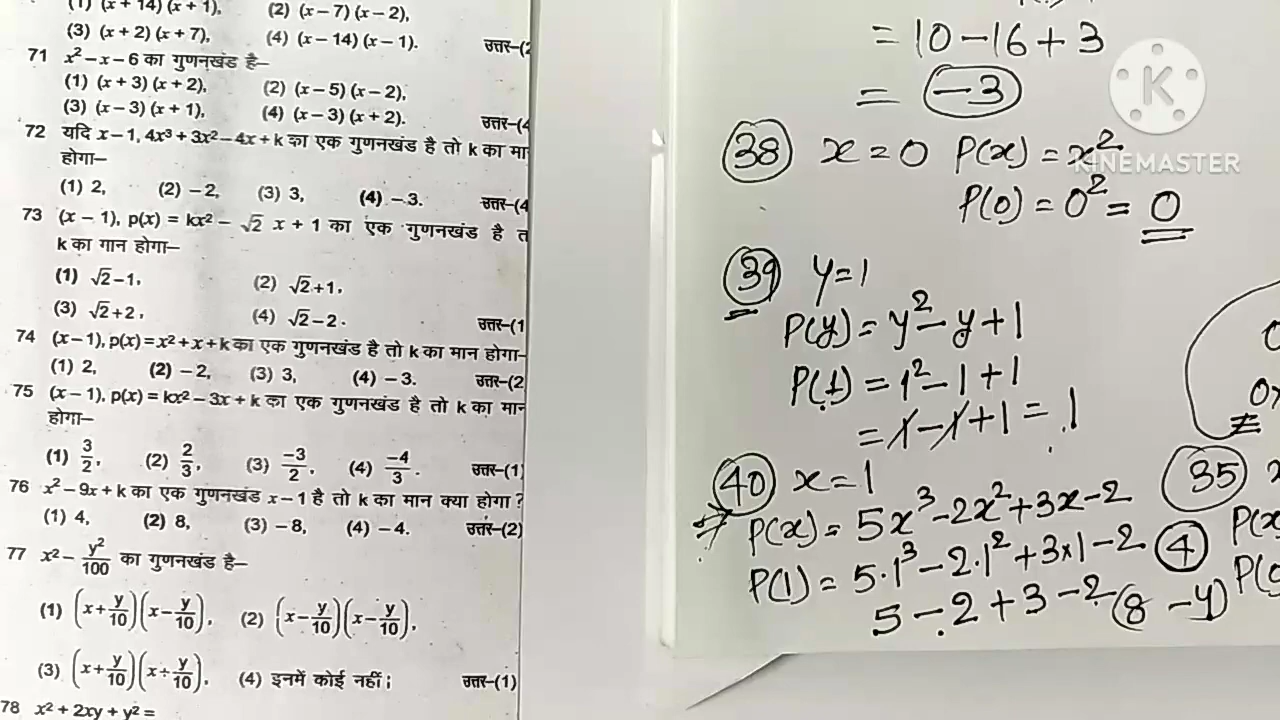 (1) (x + 14) (x + 1), (2) (x – 7) (x – 2),
(3) (x + 2) (x + 7), (4) (x – 14) (x – 1). उत्तर–(2
71 x² – x – 6 का गुणनखंड है–
(1) (x + 3) (x + 2), (2) (x – 5) (x – 2),
(3) (x – 3) (x + 1), (4) (x – 3) (x + 2). उत्तर–(4
72 यदि x – 1, 4x³ + 3x² – 4x + k का एक गुणनखंड है तो k का मा
होगा–
(1) 2, (2) – 2, (3) 3, (4) – 3. उत्तर–(4
73 (x – 1), p(x) = kx² – √2 x + 1 का एक गुणनखंड है त
k का गान होगा–
(1) √2 – 1, (2) √2 + 1,
(3) √2 + 2, (4) √2 – 2. उत्तर–(1
74 (x – 1), p(x) = x² + x + k का एक गुणनखंड है तो k का मान होगा–
(1) 2, (2) – 2, (3) 3, (4) – 3. उत्तर–(2
75 (x – 1), p(x) = kx² – 3x + k का एक गुणनखंड है तो k का मान
होगा–
(1) 3/2, (2) 2/3, (3) –3/2, (4) –4/3. उत्तर–(1)
76 x² – 9x + k का एक गुणनखंड x – 1 है तो k का मान क्या होगा ?
(1) 4, (2) 8, (3) – 8, (4) – 4. उत्तर–(2)
77 x² – y²/100 का गुणनखंड है–
(1) (x + y/10) (x – y/10), (2) (x – y/10) (x – y/10),
(3) (x + y/10) (x ÷ y/10), (4) इनमें कोई नहीं; उत्तर–(1)
78 x² + 2xy + y² =
= 10 – 16 + 3
= –3
38 x = 0 P(x) = x²
P(0) = 0² = 0
39 y = 1
P(y) = y² – y + 1
P(1) = 1² – 1 + 1
= 1 – 1 + 1 = 1
40 x = 1
P(x) = 5x³ – 2x² + 3x – 2
P(1) = 5·1³ – 2·1² + 3×1 – 2
5 – 2 + 3 – 2 (8 – 4)
4
35
P(x
K
KINEMASTER